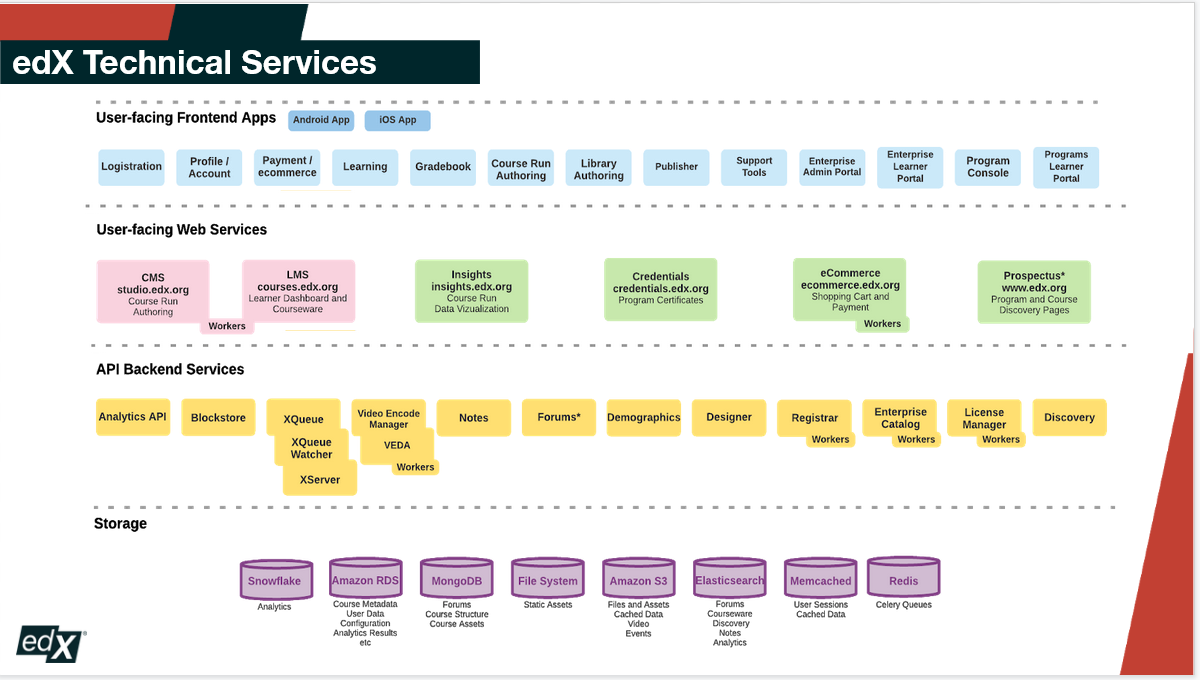 edX Technical Services
User-facing Frontend Apps
Android App
iOS App
Logistration
Profile /
Account
Payment /
ecommerce
Learning
Gradebook
Course Run
Authoring
Library
Authoring
Publisher
Support
Tools
Enterprise
Admin Portal
Enterprise
Learner
Portal
Program
Console
Programs
Learner
Portal
User-facing Web Services
CMS
studio.edx.org
Course Run
Authoring
Workers
LMS
courses.edx.org
Learner Dashboard and
Courseware
Insights
insights.edx.org
Course Run
Data Vizualization
Credentials
credentials.edx.org
Program Certificates
eCommerce
ecommerce.edx.org
Shopping Cart and
Payment
Workers
Prospectus*
www.edx.org
Program and Course
Discovery Pages
API Backend Services
Analytics API
Blockstore
XQueue
XQueue
Watcher
XServer
Video Encode
Manager
VEDA
Workers
Notes
Forums*
Demographics
Designer
Registrar
Workers
Enterprise
Catalog
Workers
License
Manager
Workers
Discovery
Storage
Snowflake
Analytics
Amazon RDS
Course Metadata
User Data
Configuration
Analytics Results
etc
MongoDB
Forums
Course Structure
Course Assets
File System
Static Assets
Amazon S3
Files and Assets
Cached Data
Video
Events
Elasticsearch
Forums
Courseware
Discovery
Notes
Analytics
Memcached
User Sessions
Cached Data
Redis
Celery Queues
edX®